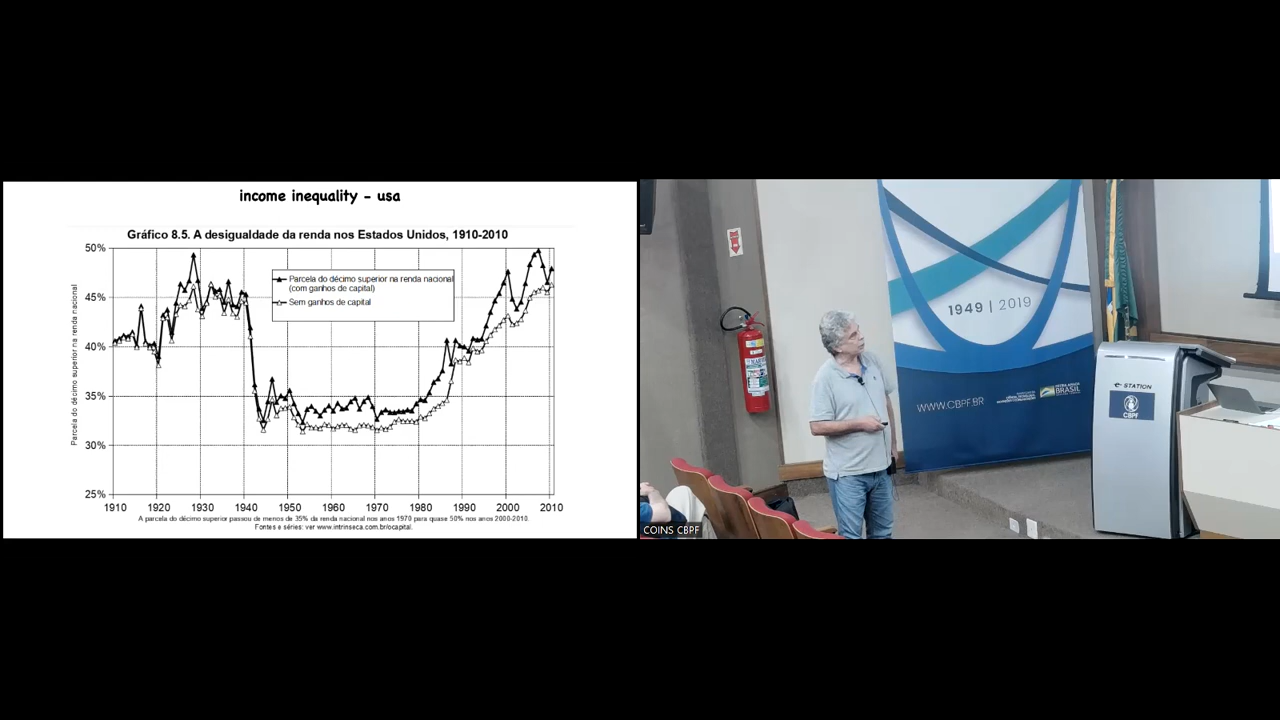 income inequality - usa
Gráfico 8.5. A desigualdade da renda nos Estados Unidos, 1910-2010
Parcela do décimo superior na renda nacional
50%
45%
40%
35%
30%
25%
Parcela do décimo superior na renda nacional
(com ganhos de capital)
Sem ganhos de capital
1910 1920 1930 1940 1950 1960 1970 1980 1990 2000 2010
A parcela do décimo superior passou de menos de 35% da renda nacional nos anos 1970 para quase 50% nos anos 2000-2010.
Fontes e séries: ver www.intrinseca.com.br/ocapital.
1949 | 2019
WWW.CBPF.BR
PÁTRIA AMADA
BRASIL
STATION
CBPF
COINS CBPF